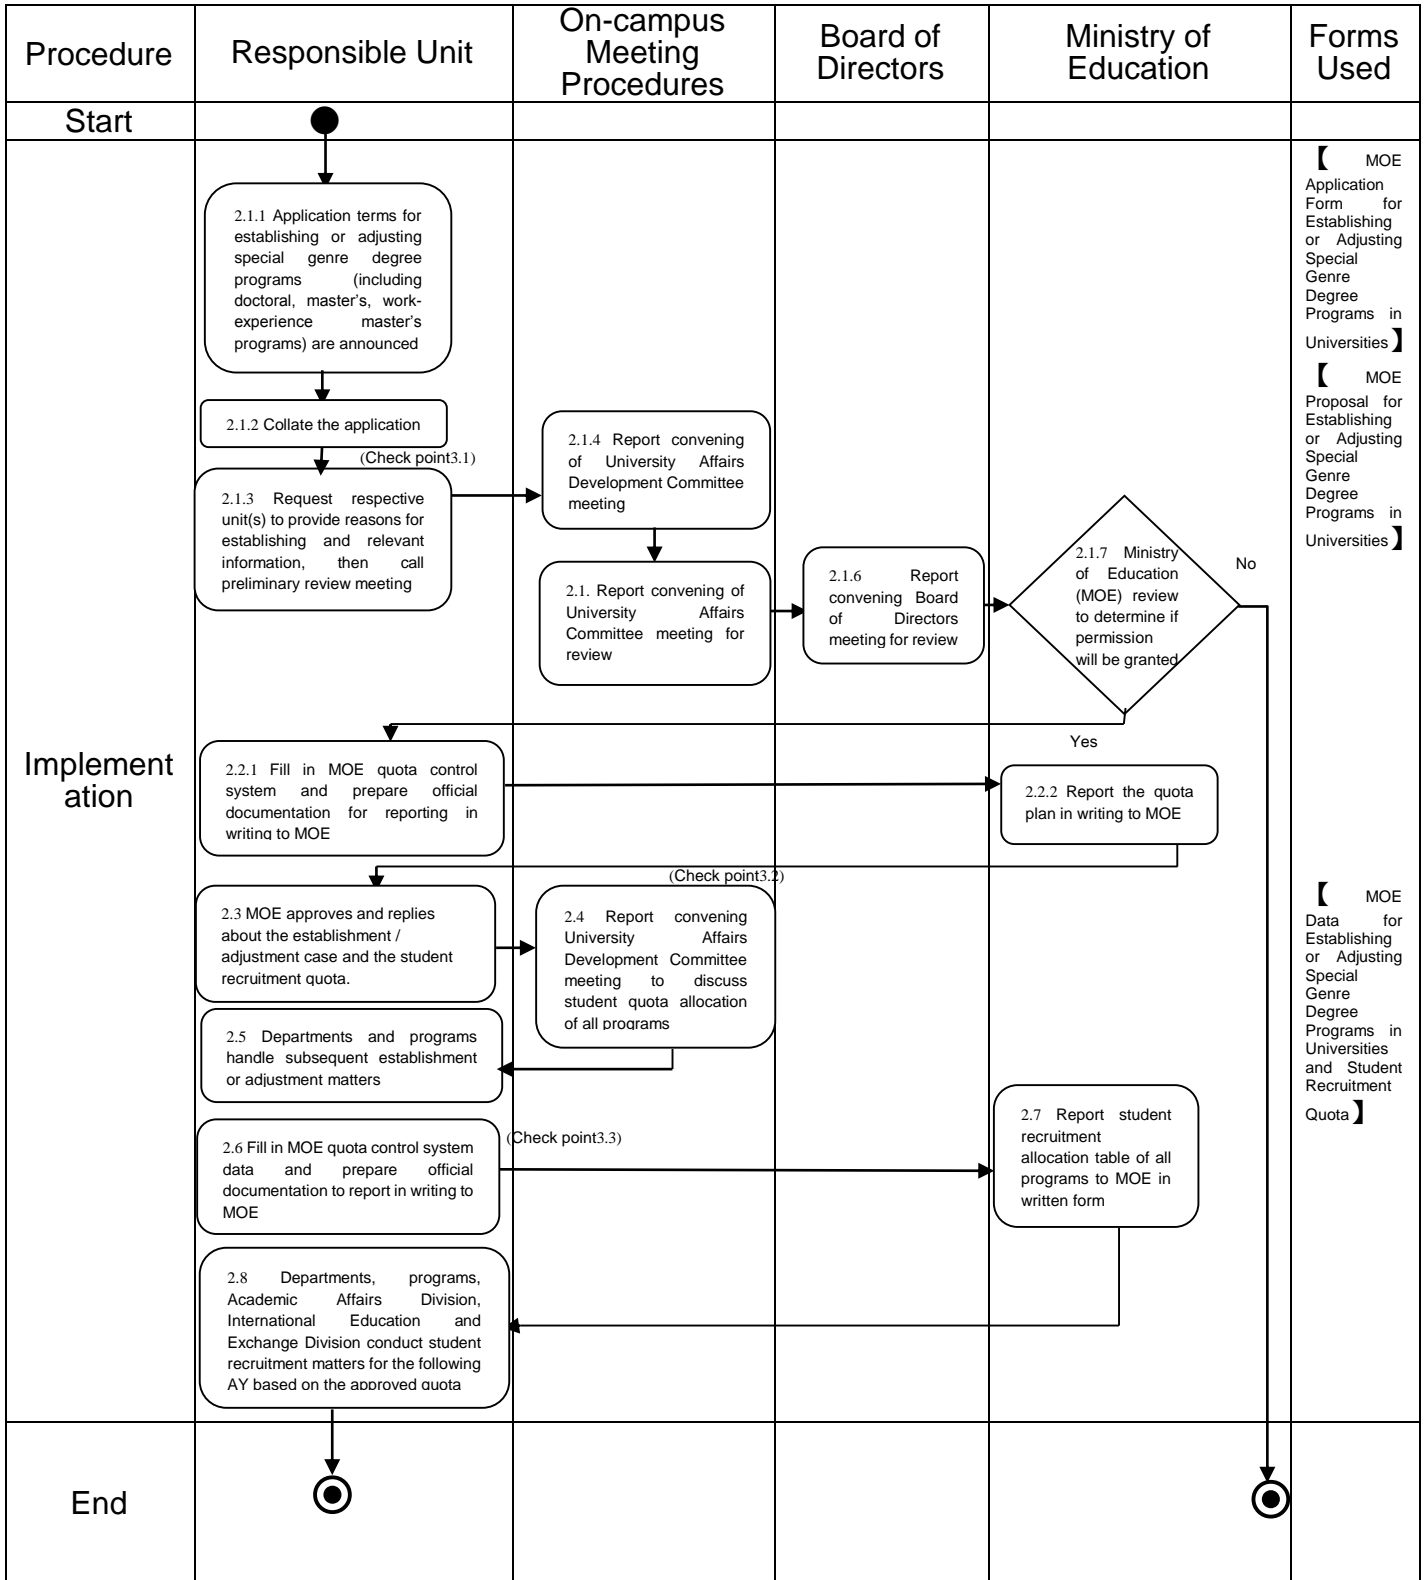 Procedure
Responsible Unit
On-campus
Meeting
Procedures
Board of
Directors
Ministry of
Education
Forms
Used
Start
2.1.1 Application terms for
establishing or adjusting
special genre degree
programs (including
doctoral, master's, work-
experience master's
programs) are announced
2.1.2 Collate the application
(Check point3.1)
2.1.3 Request respective
unit(s) to provide reasons for
establishing and relevant
information, then call
preliminary review meeting
2.1.4 Report convening
of University Affairs
Development Committee
meeting
2.1. Report convening of
University Affairs
Committee meeting for
review
2.1.6 Report
convening Board
of Directors
meeting for review
2.1.7 Ministry
of Education
(MOE) review
to determine if
permission
will be granted
No
Yes
【 MOE
Application
Form for
Establishing
or Adjusting
Special
Genre
Degree
Programs in
Universities】
【 MOE
Proposal for
Establishing
or Adjusting
Special
Genre
Degree
Programs in
Universities】
Implement
ation
2.2.1 Fill in MOE quota control
system and prepare official
documentation for reporting in
writing to MOE
2.2.2 Report the quota
plan in writing to MOE
(Check point3.2)
2.3 MOE approves and replies
about the establishment /
adjustment case and the student
recruitment quota.
2.4 Report convening
University Affairs
Development Committee
meeting to discuss
student quota allocation
of all programs
2.5 Departments and programs
handle subsequent establishment
or adjustment matters
【 MOE
Data for
Establishing
or Adjusting
Special
Genre
Degree
Programs in
Universities
and Student
Recruitment
Quota】
2.6 Fill in MOE quota control system
data and prepare official
documentation to report in writing to
MOE
(Check point3.3)
2.7 Report student
recruitment
allocation table of all
programs to MOE in
written form
2.8 Departments, programs,
Academic Affairs Division,
International Education and
Exchange Division conduct student
recruitment matters for the following
AY based on the approved quota
End